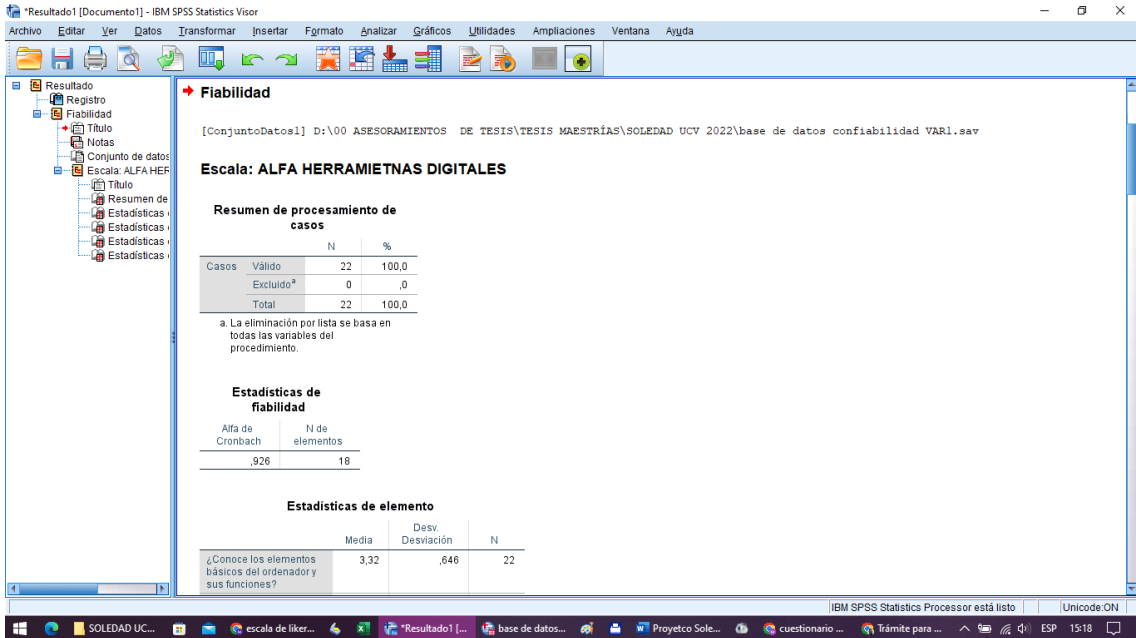 *Resultado1 [Documento1] - IBM SPSS Statistics Visor
Archivo Editar Ver Datos Transformar Insertar Formato Analizar Gráficos Utilidades Ampliaciones Ventana Ayuda
Resultado
Registro
Fiabilidad
Título
Notas
Conjunto de datos
Escala: ALFA HER
Título
Resumen de
Estadísticas
Estadísticas
Estadísticas
Estadísticas
Fiabilidad
[ConjuntoDatos1] D:\00 ASESORAMIENTOS DE TESIS\TESIS MAESTRÍAS\SOLEDAD UCV 2022\base de datos confiabilidad VAR1.sav
Escala: ALFA HERRAMIETNAS DIGITALES
Resumen de procesamiento de
casos
N %
Casos Válido 22 100,0
Excluido a 0 ,0
Total 22 100,0
a. La eliminación por lista se basa en
todas las variables del
procedimiento.
Estadísticas de
fiabilidad
Alfa de N de
Cronbach elementos
,926 18
Estadísticas de elemento
Desv.
Media Desviación N
¿Conoce los elementos 3,32 ,646 22
básicos del ordenador y
sus funciones?
IBM SPSS Statistics Processor está listo Unicode:ON
SOLEDAD UC... escala de liker... *Resultado1 [... *base de datos... Proyetco Sole... cuestionario ... Trámite para ... ESP 15:18